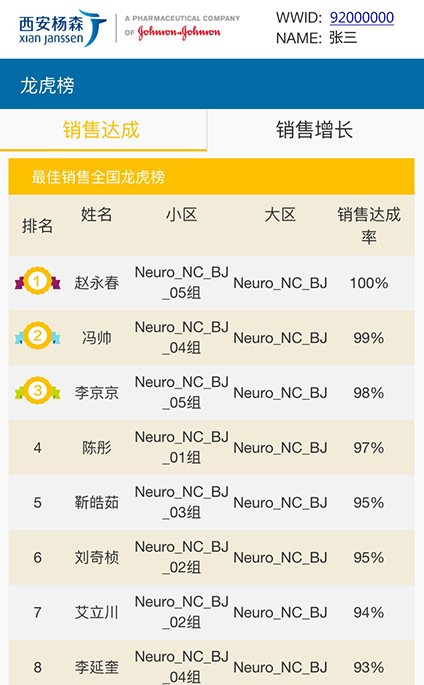 西安杨森
xian janssen
A PHARMACEUTICAL COMPANY
OF Johnson & Johnson
WWID: 92000000
NAME: 张三
龙虎榜
销售达成 销售增长
最佳销售全国龙虎榜
排名 姓名 小区 大区 销售达成率
1 赵永春 Neuro_NC_BJ_05组 Neuro_NC_BJ 100%
2 冯帅 Neuro_NC_BJ_04组 Neuro_NC_BJ 99%
3 李京京 Neuro_NC_BJ_05组 Neuro_NC_BJ 98%
4 陈彤 Neuro_NC_BJ_01组 Neuro_NC_BJ 97%
5 靳皓茹 Neuro_NC_BJ_03组 Neuro_NC_BJ 95%
6 刘奇桢 Neuro_NC_BJ_02组 Neuro_NC_BJ 95%
7 艾立川 Neuro_NC_BJ_02组 Neuro_NC_BJ 94%
8 李延奎 Neuro_NC_BJ_04组 Neuro_NC_BJ 93%